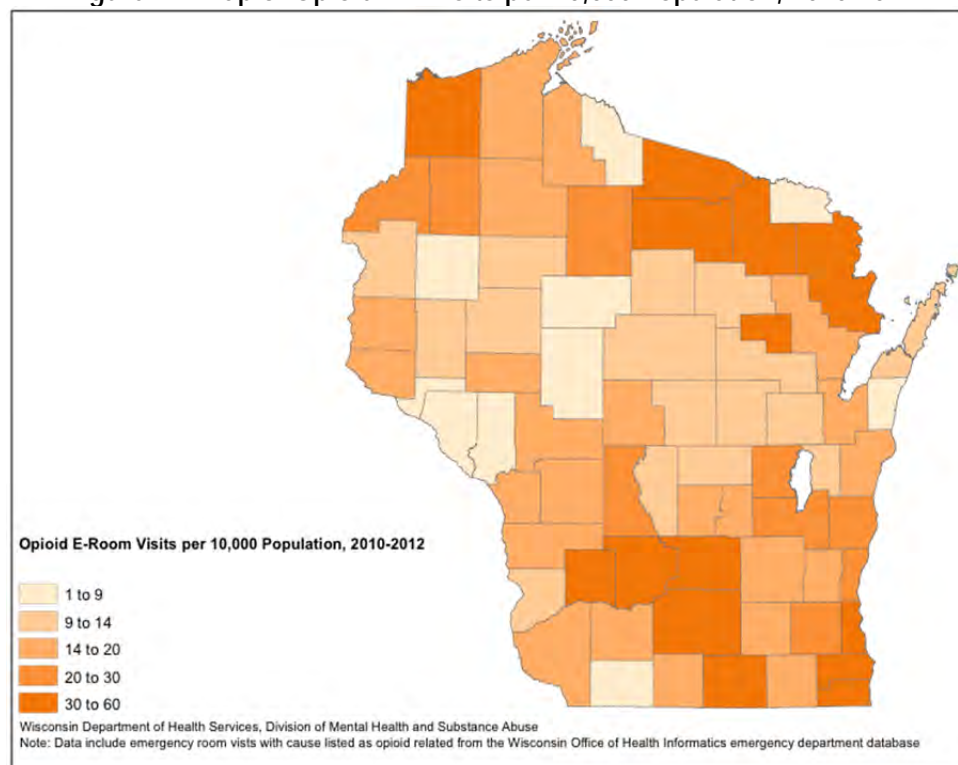 Opioid E-Room Visits per 10,000 Population, 2010-2012
1 to 9
9 to 14
14 to 20
20 to 30
30 to 60
Wisconsin Department of Health Services, Division of Mental Health and Substance Abuse
Note: Data include emergency room vists with cause listed as opioid related from the Wisconsin Office of Health Informatics emergency department database